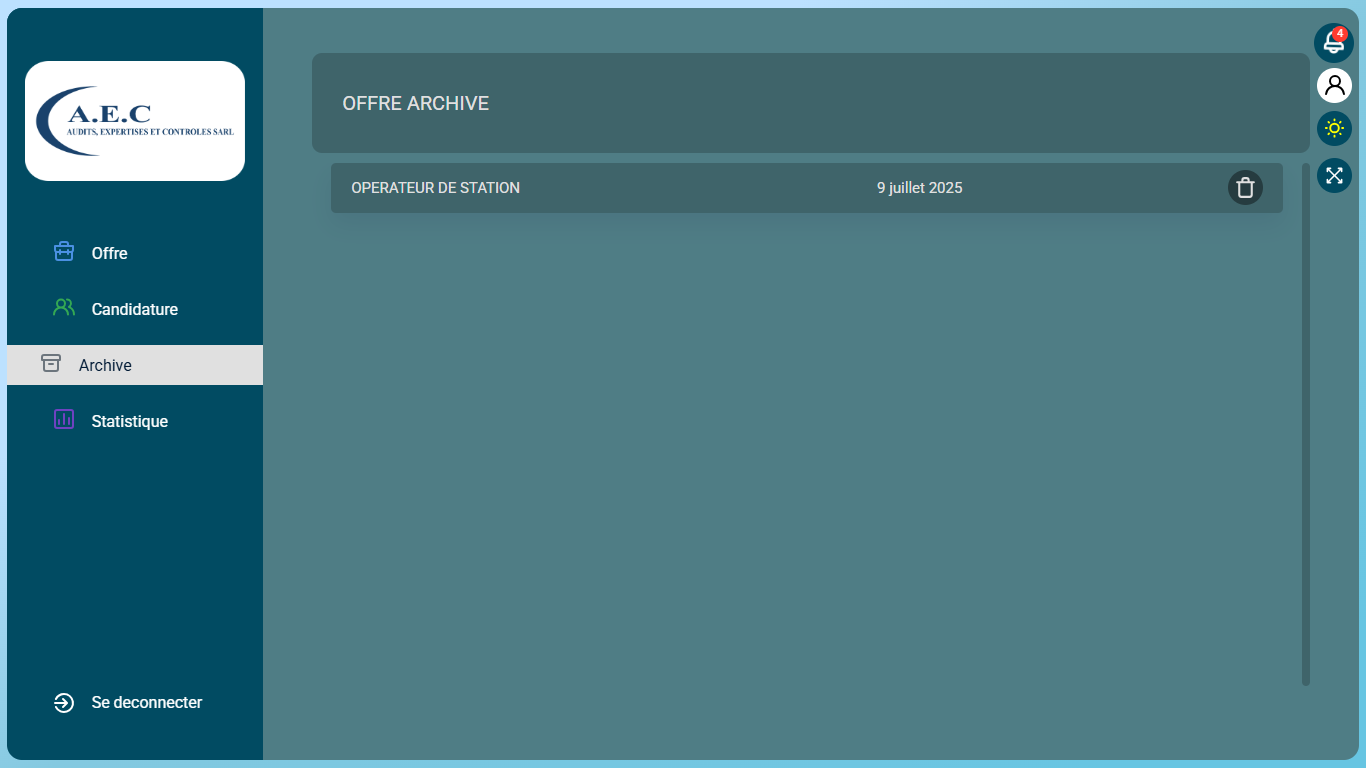 A.E.C
AUDITS, EXPERTISES ET CONTROLES SARL
Offre
Candidature
Archive
Statistique
Se deconnecter
OFFRE ARCHIVE
OPERATEUR DE STATION 9 juillet 2025
4